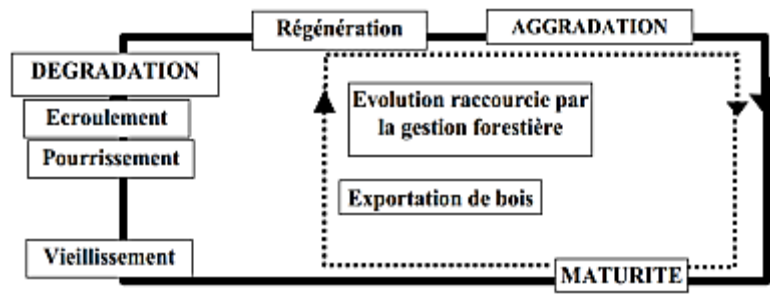 Régénération
AGGRADATION
DEGRADATION
Ecroulement
Pourrissement
Evolution raccourcie par
la gestion forestière
Exportation de bois
Vieillissement
MATURITE